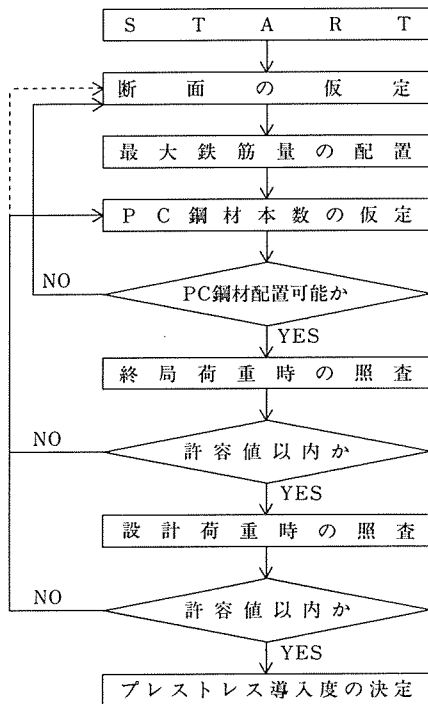 START
断面の仮定
最大鉄筋量の配置
PC鋼材本数の仮定
NO
PC鋼材配置可能か
YES
終局荷重時の照査
NO
許容値以内か
YES
設計荷重時の照査
NO
許容値以内か
YES
プレストレス導入度の決定